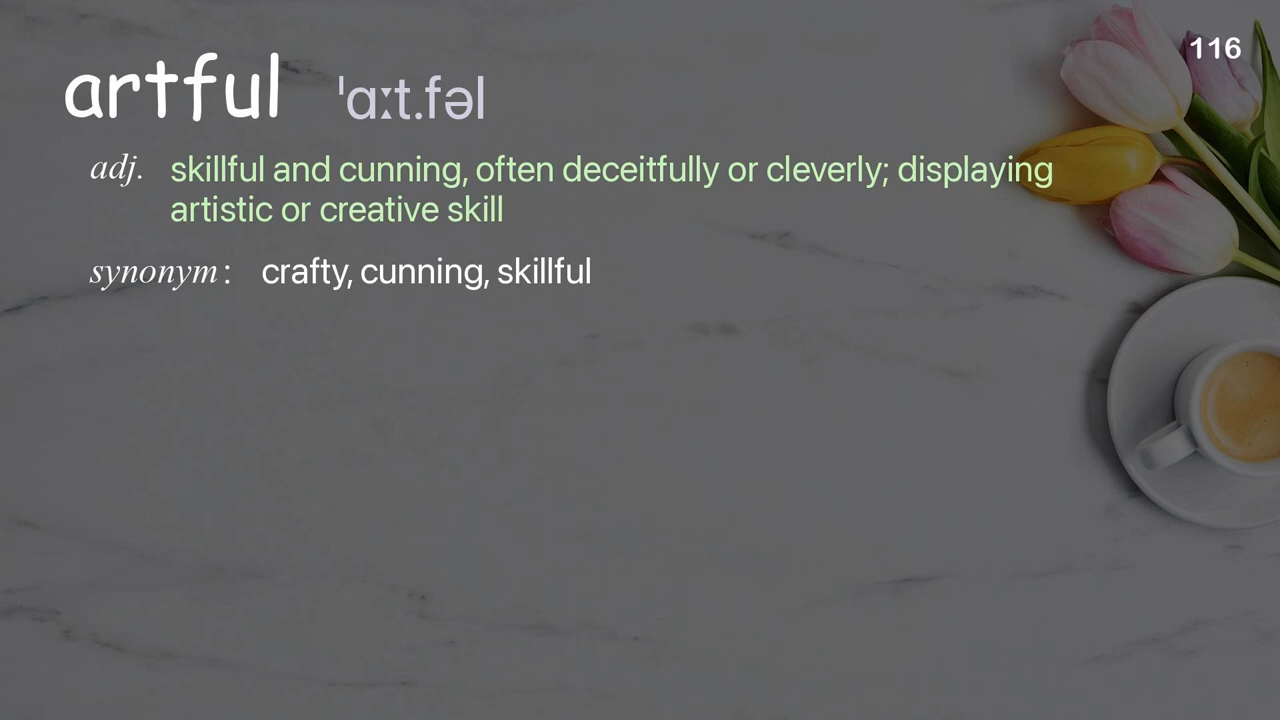 116
artful ˈɑːt.fəl
adj. skillful and cunning, often deceitfully or cleverly; displaying
artistic or creative skill
synonym : crafty, cunning, skillful